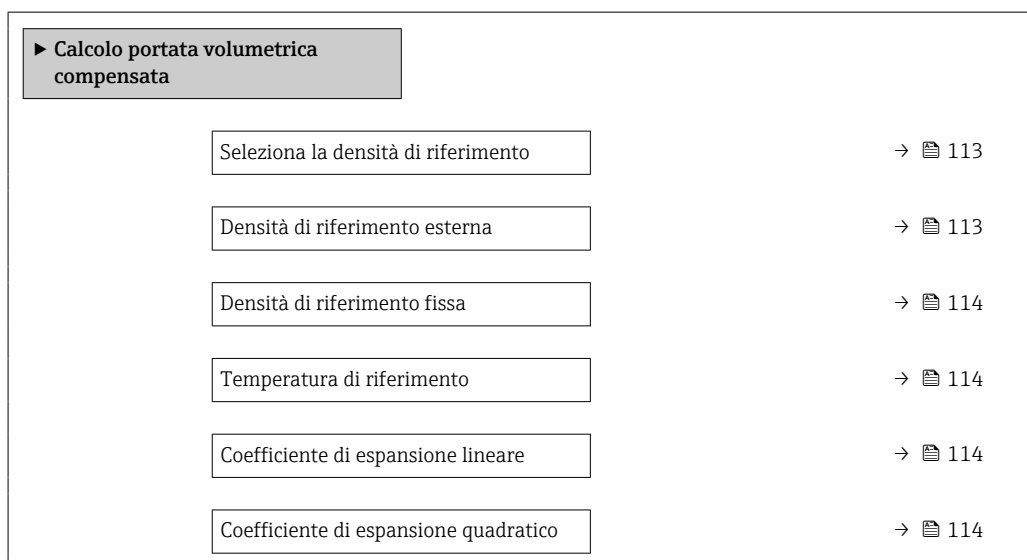 ▶ Calcolo portata volumetrica
compensata
Seleziona la densità di riferimento → 113
Densità di riferimento esterna → 113
Densità di riferimento fissa → 114
Temperatura di riferimento → 114
Coefficiente di espansione lineare → 114
Coefficiente di espansione quadratico → 114